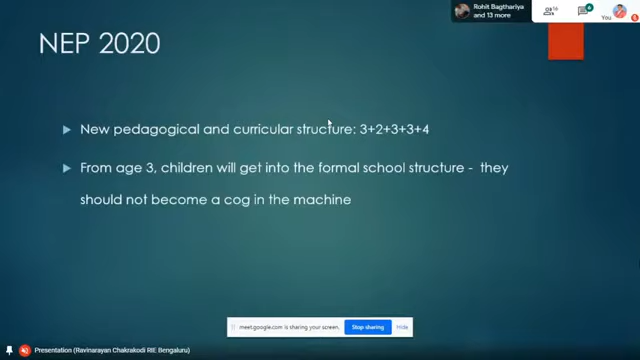 Rohit Bagthariya
and 13 more
16
6
You
NEP 2020
New pedagogical and curricular structure: 3+2+3+3+4
From age 3, children will get into the formal school structure - they
should not become a cog in the machine
meet.google.com is sharing your screen.
Stop sharing
Hide
Presentation (Ravinarayan Chakrakodi RIE Bengaluru)